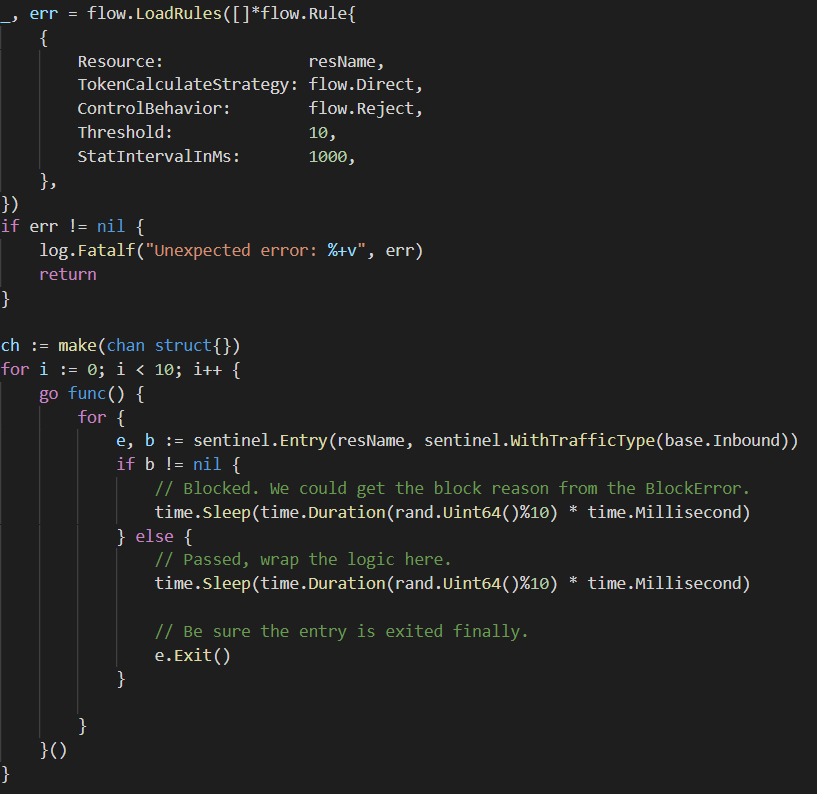 _, err = flow.LoadRules([]*flow.Rule{
    {
        Resource:               resName,
        TokenCalculateStrategy: flow.Direct,
        ControlBehavior:        flow.Reject,
        Threshold:              10,
        StatIntervalInMs:       1000,
    },
})
if err != nil {
    log.Fatalf("Unexpected error: %+v", err)
    return
}

ch := make(chan struct{})
for i := 0; i < 10; i++ {
    go func() {
        for {
            e, b := sentinel.Entry(resName, sentinel.WithTrafficType(base.Inbound))
            if b != nil {
                // Blocked. We could get the block reason from the BlockError.
                time.Sleep(time.Duration(rand.Uint64()%10) * time.Millisecond)
            } else {
                // Passed, wrap the logic here.
                time.Sleep(time.Duration(rand.Uint64()%10) * time.Millisecond)

                // Be sure the entry is exited finally.
                e.Exit()
            }

        }
    }()
}